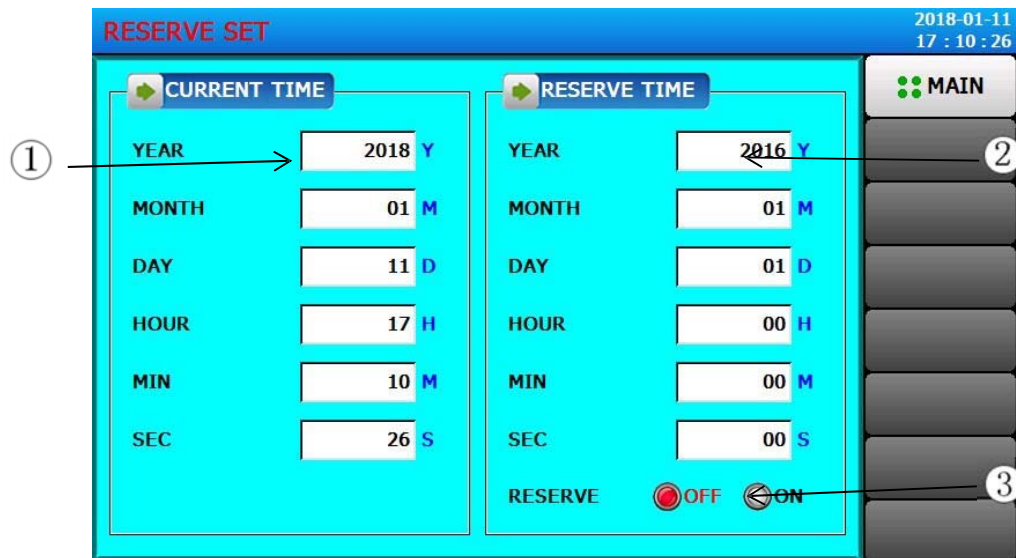 RESERVE SET
2018-01-11
17 : 10 : 26
CURRENT TIME
RESERVE TIME
MAIN
①
YEAR 2018 Y
YEAR 2016 Y
②
MONTH 01 M
MONTH 01 M
DAY 11 D
DAY 01 D
HOUR 17 H
HOUR 00 H
MIN 10 M
MIN 00 M
SEC 26 S
SEC 00 S
RESERVE OFF ON
③